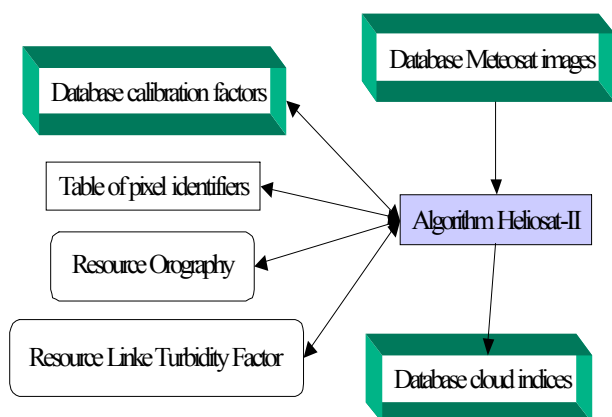 Database Meteosat images
Database calibration factors
Table of pixel identifiers
Algorithm Heliosat-II
Resource Orography
Resource Linke Turbidity Factor
Database cloud indices